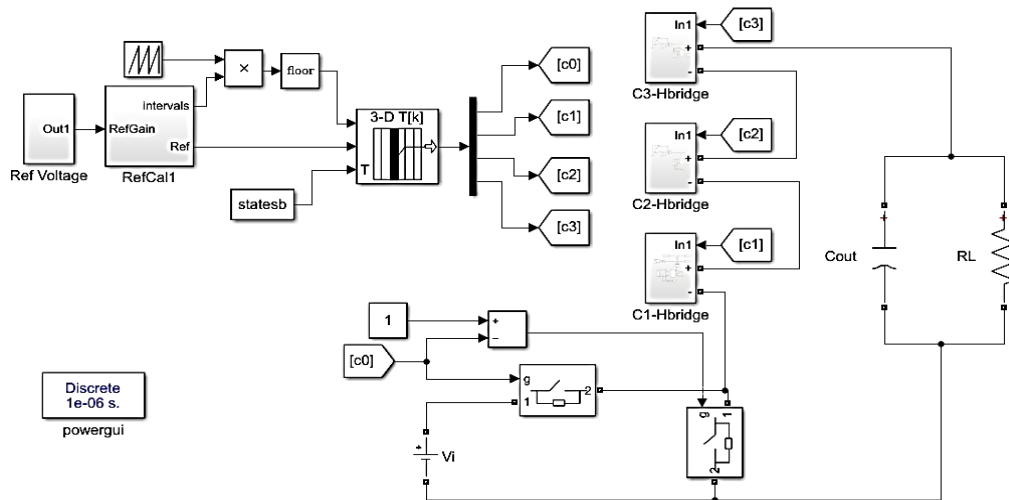 Out1
Ref Voltage
RefGain
intervals
Ref
RefCal1
×
floor
3-D T[k]
T
statesb
[c0]
[c1]
[c2]
[c3]
In1
+
-
[c3]
C3-Hbridge
In1
+
-
[c2]
C2-Hbridge
In1
+
-
[c1]
C1-Hbridge
+
Cout
+
RL
1
+
−
[c0]
g
1
2
g
1
2
+
Vi
Discrete
1e-06 s.
powergui